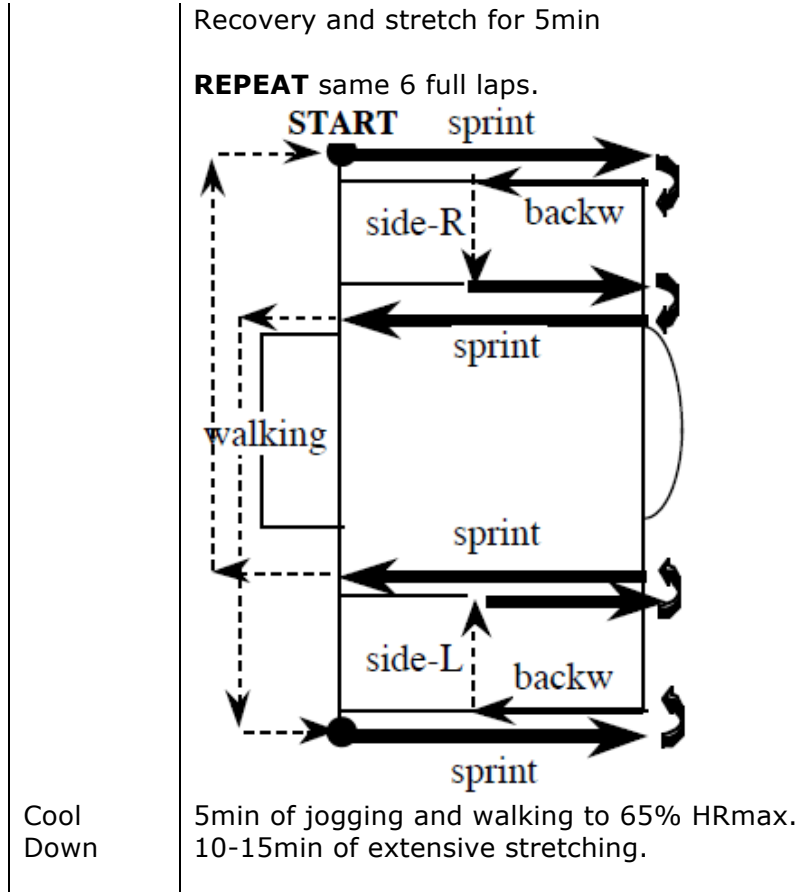 Recovery and stretch for 5min
REPEAT same 6 full laps.
START sprint
side-R backw
sprint
walking
sprint
side-L backw
sprint
Cool Down
5min of jogging and walking to 65% HRmax.
10-15min of extensive stretching.